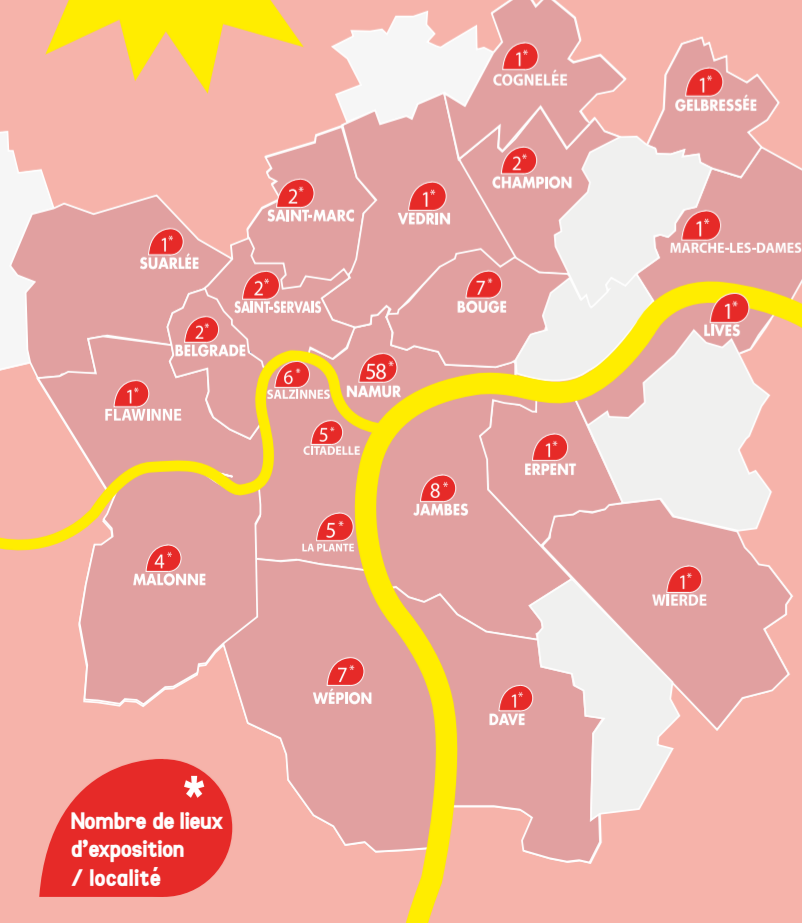 1*
COGNELÉE
1*
GELBRESSÉE
2*
CHAMPION
2*
SAINT-MARC
1*
VEDRIN
1*
MARCHE-LES-DAMES
1*
SUARLÉE
2*
SAINT-SERVAIS
7*
BOUGE
1*
LIVES
2*
BELGRADE
6*
SALZINNES
58*
NAMUR
1*
FLAWINNE
5*
CITADELLE
1*
ERPENT
8*
JAMBES
5*
LA PLANTE
4*
MALONNE
1*
WIERDE
7*
WÉPION
1*
DAVE
*
Nombre de lieux
d'exposition
/ localité